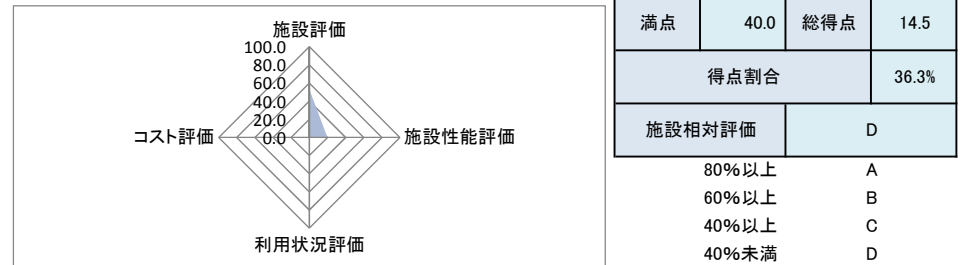 施設評価
100.0
80.0
60.0
40.0
20.0
0.0
コスト評価
施設性能評価
利用状況評価
満点 40.0 総得点 14.5
得点割合 36.3%
施設相対評価 D
80%以上 A
60%以上 B
40%以上 C
40%未満 D